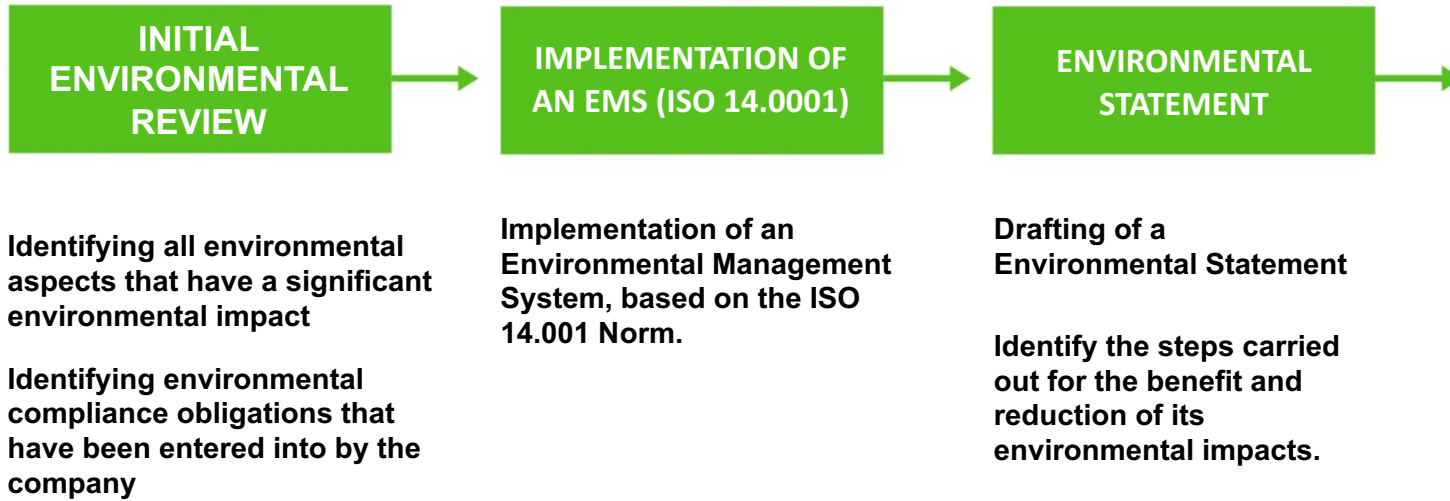 INITIAL
ENVIRONMENTAL
REVIEW
IMPLEMENTATION OF
AN EMS (ISO 14.0001)
ENVIRONMENTAL
STATEMENT
Identifying all environmental
aspects that have a significant
environmental impact
Identifying environmental
compliance obligations that
have been entered into by the
company
Implementation of an
Environmental Management
System, based on the ISO
14.001 Norm.
Drafting of a
Environmental Statement
Identify the steps carried
out for the benefit and
reduction of its
environmental impacts.